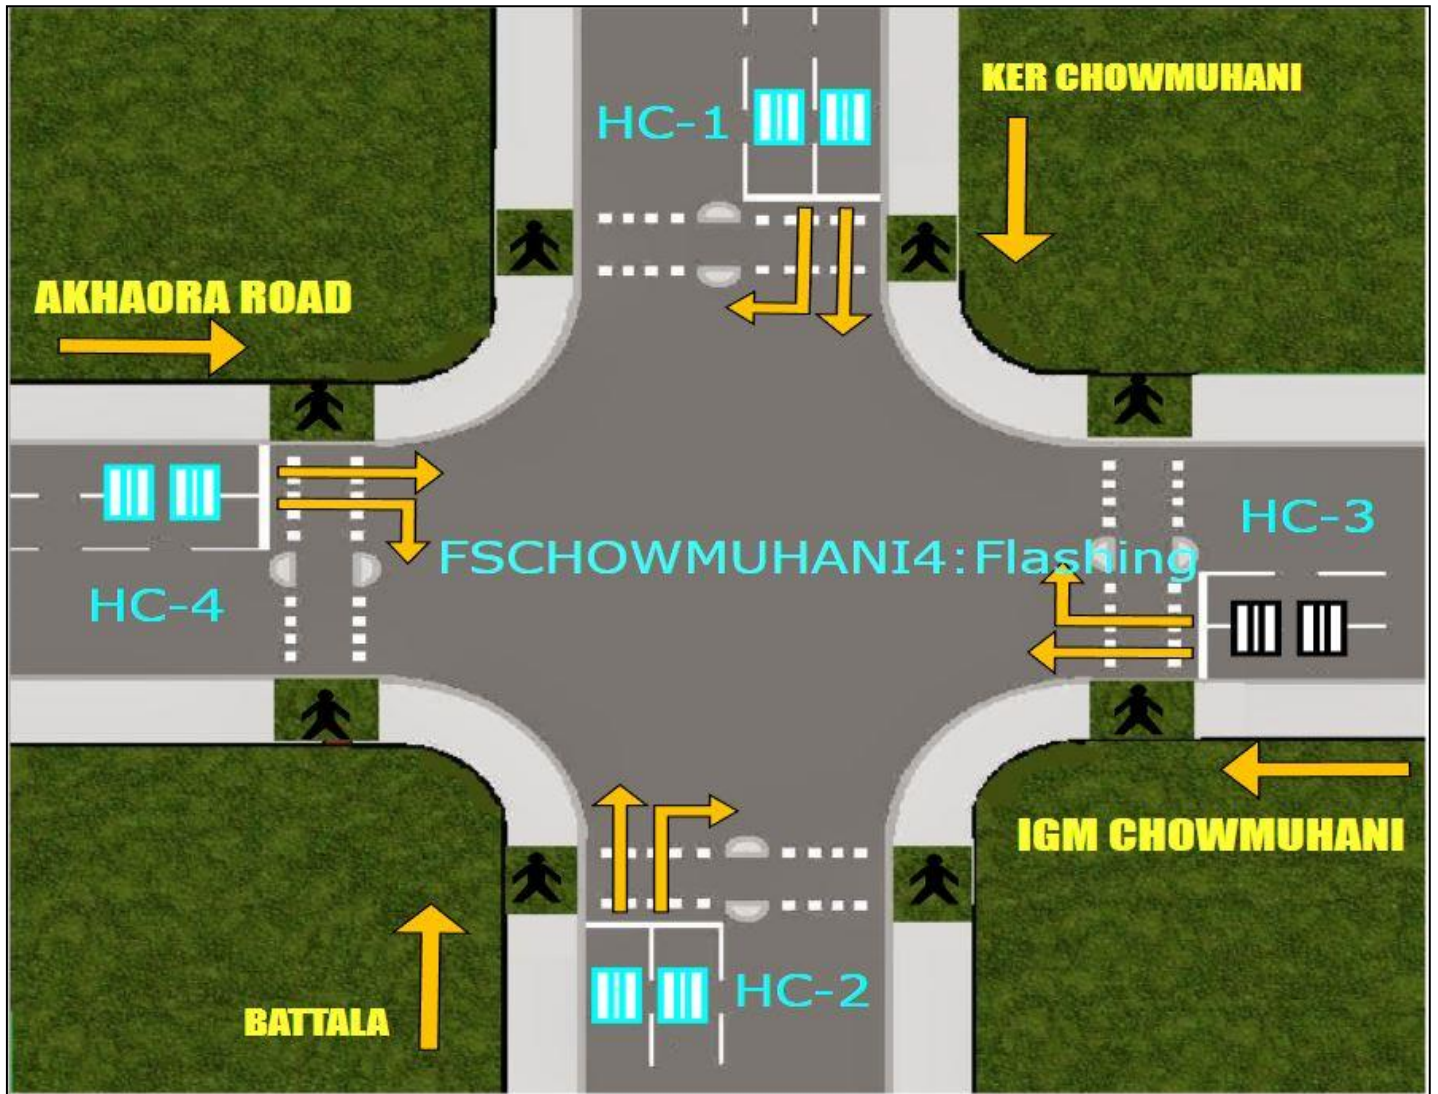 KER CHOWMUHANI
HC-1
AKHAORA ROAD
HC-3
FSCHOWMUHANI4:Flashing
HC-4
IGM CHOWMUHANI
HC-2
BATTALA